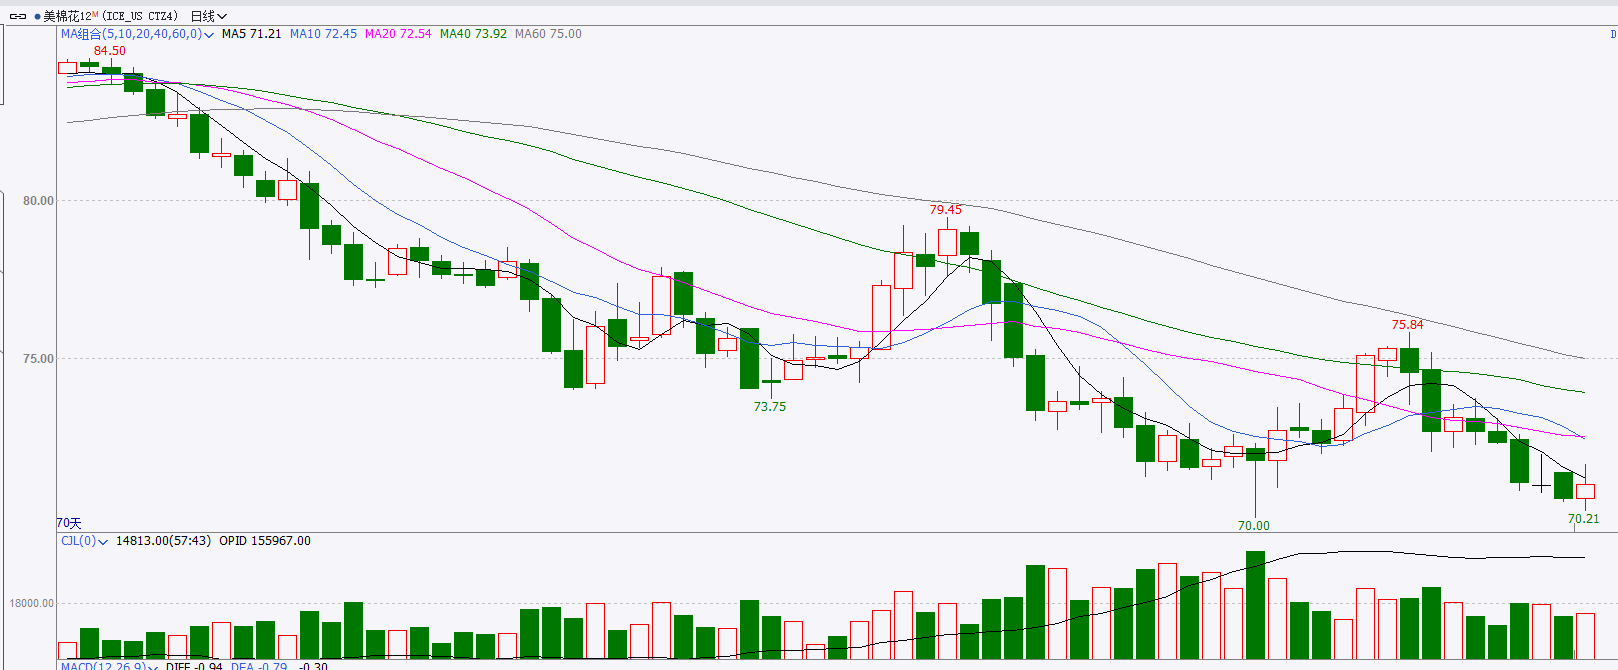 美棉花12M(ICE_US CTZ4) 日线
MA组合(5,10,20,40,60,0) MA5 71.21 MA10 72.45 MA20 72.54 MA40 73.92 MA60 75.00
D
84.50
80.00
79.45
75.84
75.00
73.75
70.00
70.21
70天
CJL(0) 14813.00(57:43) OPID 155967.00
18000.00
MACD(12,26,9) DIFF -0.94 DEA -0.79 -0.30